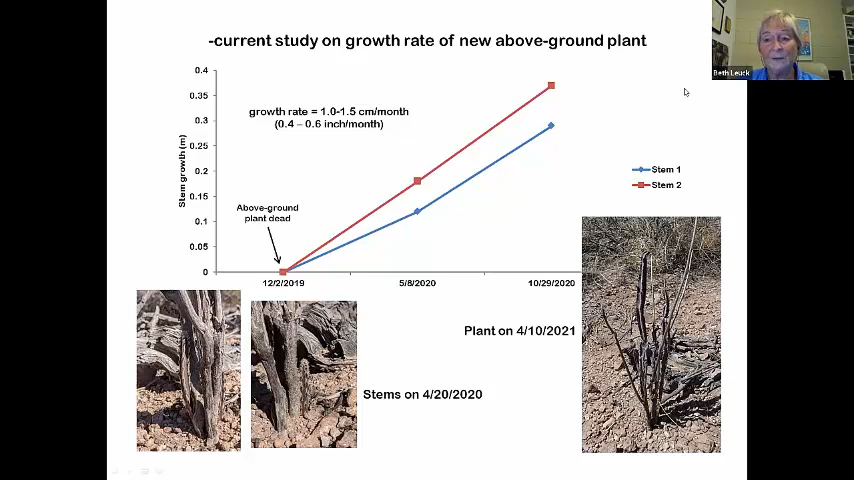 -current study on growth rate of new above-ground plant
Beth Leuck
0.4
0.35
0.3
0.25
0.2
0.15
0.1
0.05
0
Stem growth (m)
growth rate = 1.0-1.5 cm/month
(0.4 – 0.6 inch/month)
Above-ground
plant dead
Stem 1
Stem 2
12/2/2019
5/8/2020
10/29/2020
Plant on 4/10/2021
Stems on 4/20/2020